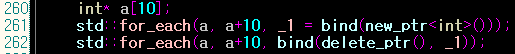 260 int* a[10];
261 std::for_each(a, a+10, _1 = bind(new_ptr<int>()));
262 std::for_each(a, a+10, bind(delete_ptr(), _1));